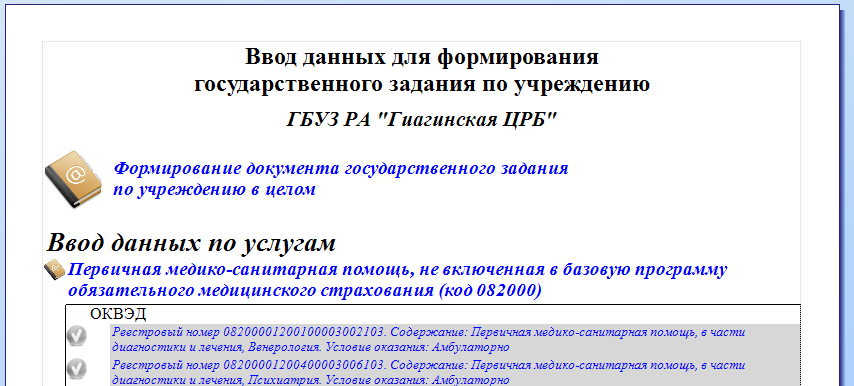 Ввод данных для формирования
государственного задания по учреждению
ГБУЗ РА "Гиагинская ЦРБ"
Формирование документа государственного задания
по учреждению в целом
Ввод данных по услугам
Первичная медико-санитарная помощь, не включенная в базовую программу
обязательного медицинского страхования (код 082000)
ОКВЭД
Реестровый номер 08200001200100003002103. Содержание: Первичная медико-санитарная помощь, в части
диагностики и лечения, Венерология. Условие оказания: Амбулаторно
Реестровый номер 08200001200400003006103. Содержание: Первичная медико-санитарная помощь, в части
диагностики и лечения, Психиатрия. Условие оказания: Амбулаторно